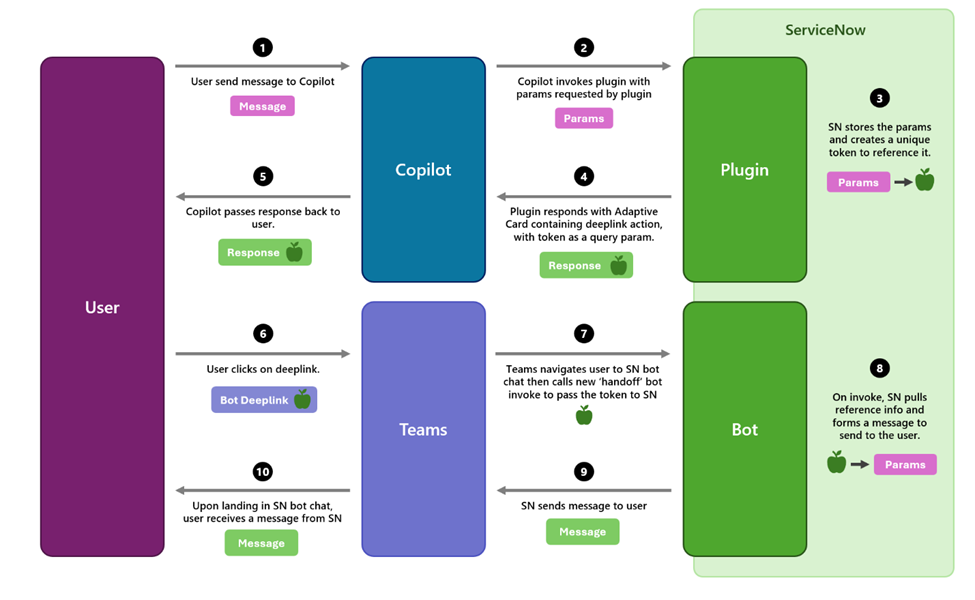 ServiceNow
1
User send message to Copilot
Message
2
Copilot invokes plugin with
params requested by plugin
Params
3
SN stores the params
and creates a unique
token to reference it.
Params
User
Copilot
Plugin
5
Copilot passes response back to
user.
Response
4
Plugin responds with Adaptive
Card containing deeplink action,
with token as a query param.
Response
6
User clicks on deeplink.
Bot Deeplink
7
Teams navigates user to SN bot
chat then calls new ‘handoff’ bot
invoke to pass the token to SN
8
On invoke, SN pulls
reference info and
forms a message to
send to the user.
Params
Teams
Bot
10
Upon landing in SN bot chat,
user receives a message from SN
Message
9
SN sends message to user
Message